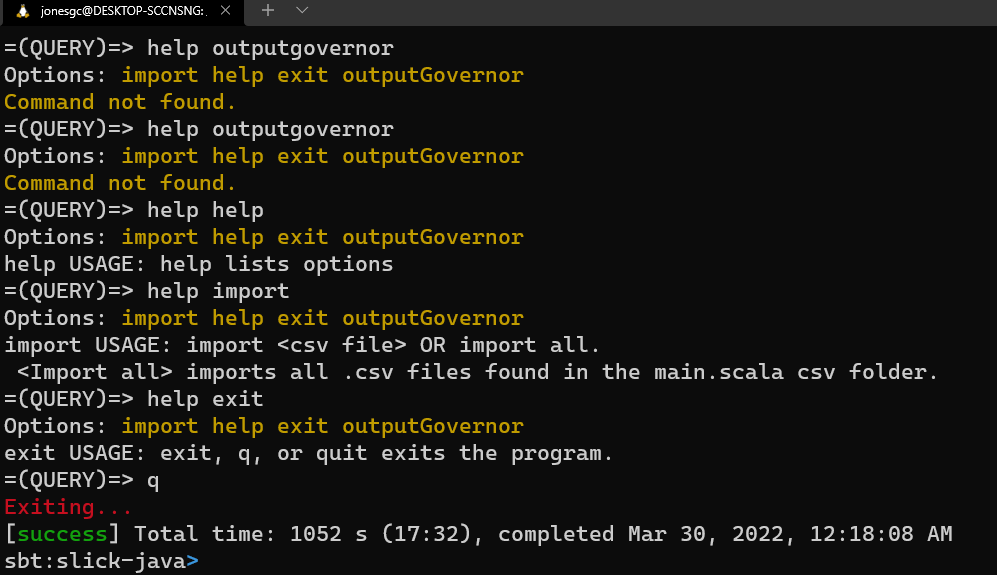 jonesgc@DESKTOP-SCCNSNG:
=(QUERY)=> help outputgovernor
Options: import help exit outputGovernor
Command not found.
=(QUERY)=> help outputgovernor
Options: import help exit outputGovernor
Command not found.
=(QUERY)=> help help
Options: import help exit outputGovernor
help USAGE: help lists options
=(QUERY)=> help import
Options: import help exit outputGovernor
import USAGE: import <csv file> OR import all.
 <Import all> imports all .csv files found in the main.scala csv folder.
=(QUERY)=> help exit
Options: import help exit outputGovernor
exit USAGE: exit, q, or quit exits the program.
=(QUERY)=> q
Exiting...
[success] Total time: 1052 s (17:32), completed Mar 30, 2022, 12:18:08 AM
sbt:slick-java>